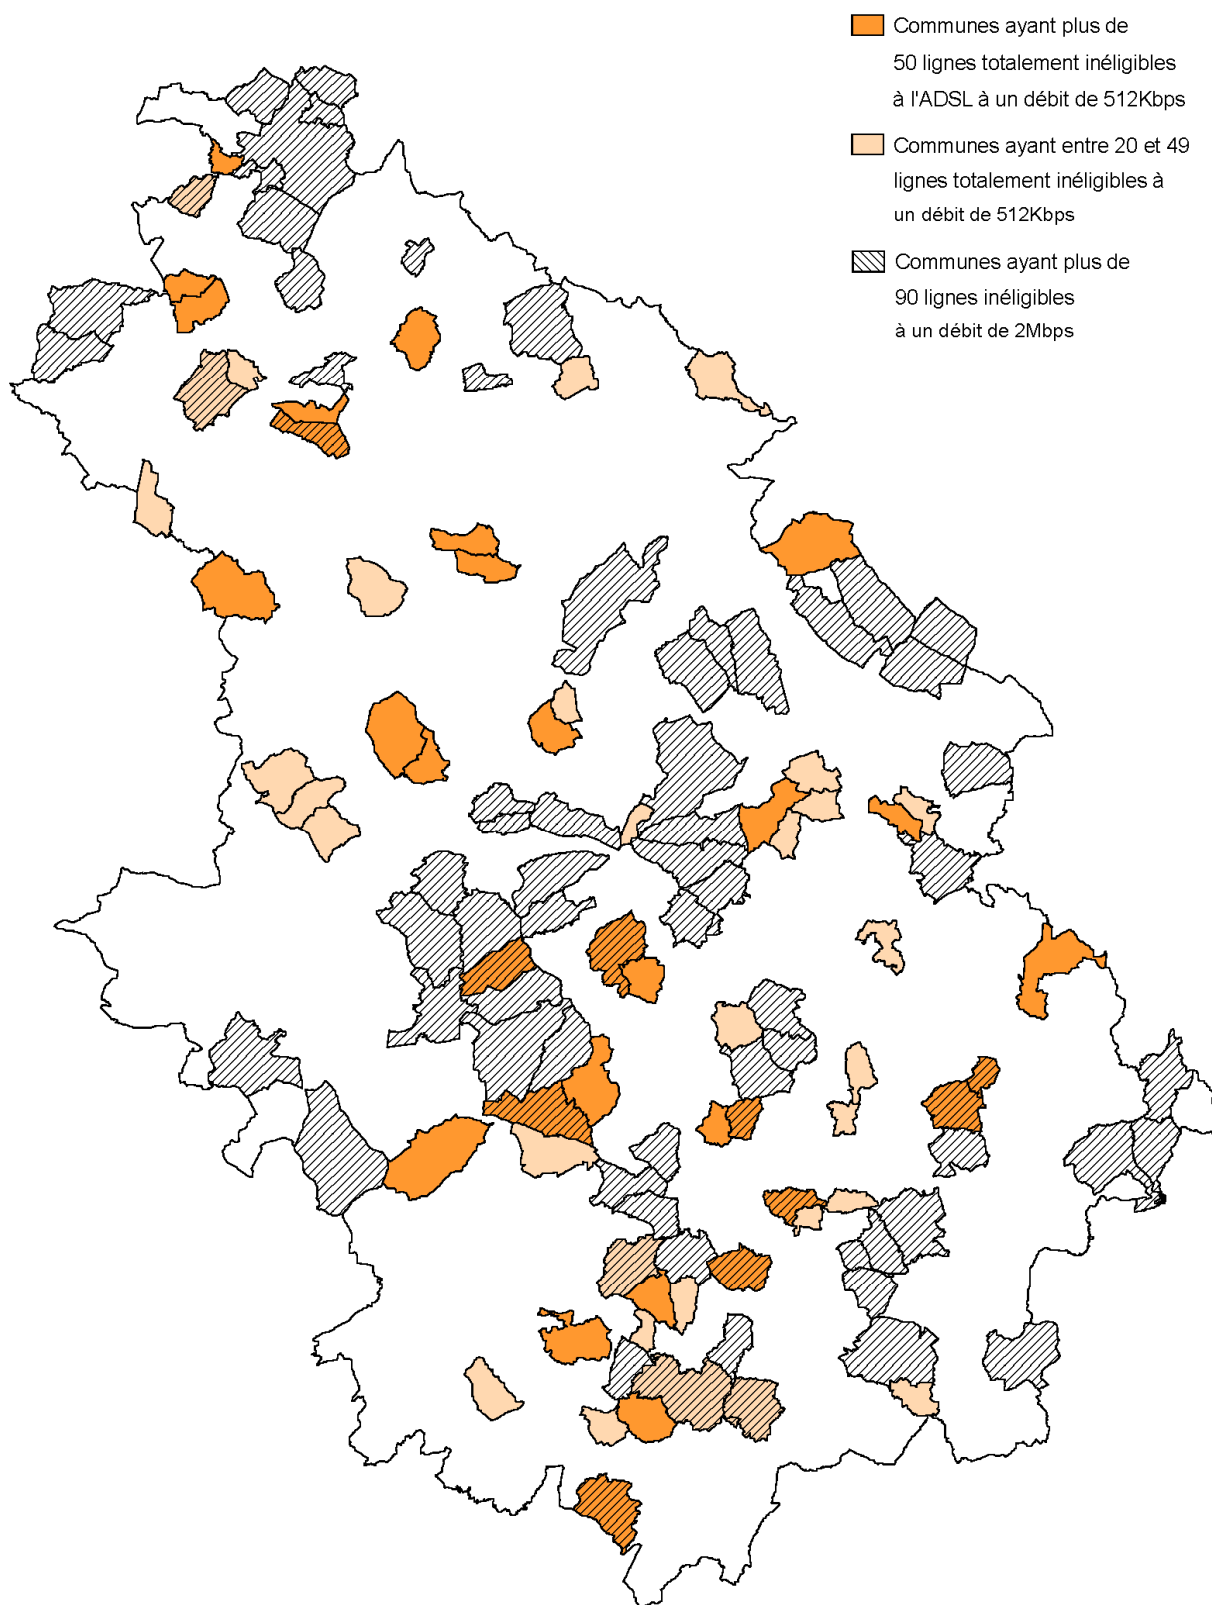 Communes ayant plus de
50 lignes totalement inéligibles
à l'ADSL à un débit de 512Kbps
Communes ayant entre 20 et 49
lignes totalement inéligibles à
un débit de 512Kbps
Communes ayant plus de
90 lignes inéligibles
à un débit de 2Mbps